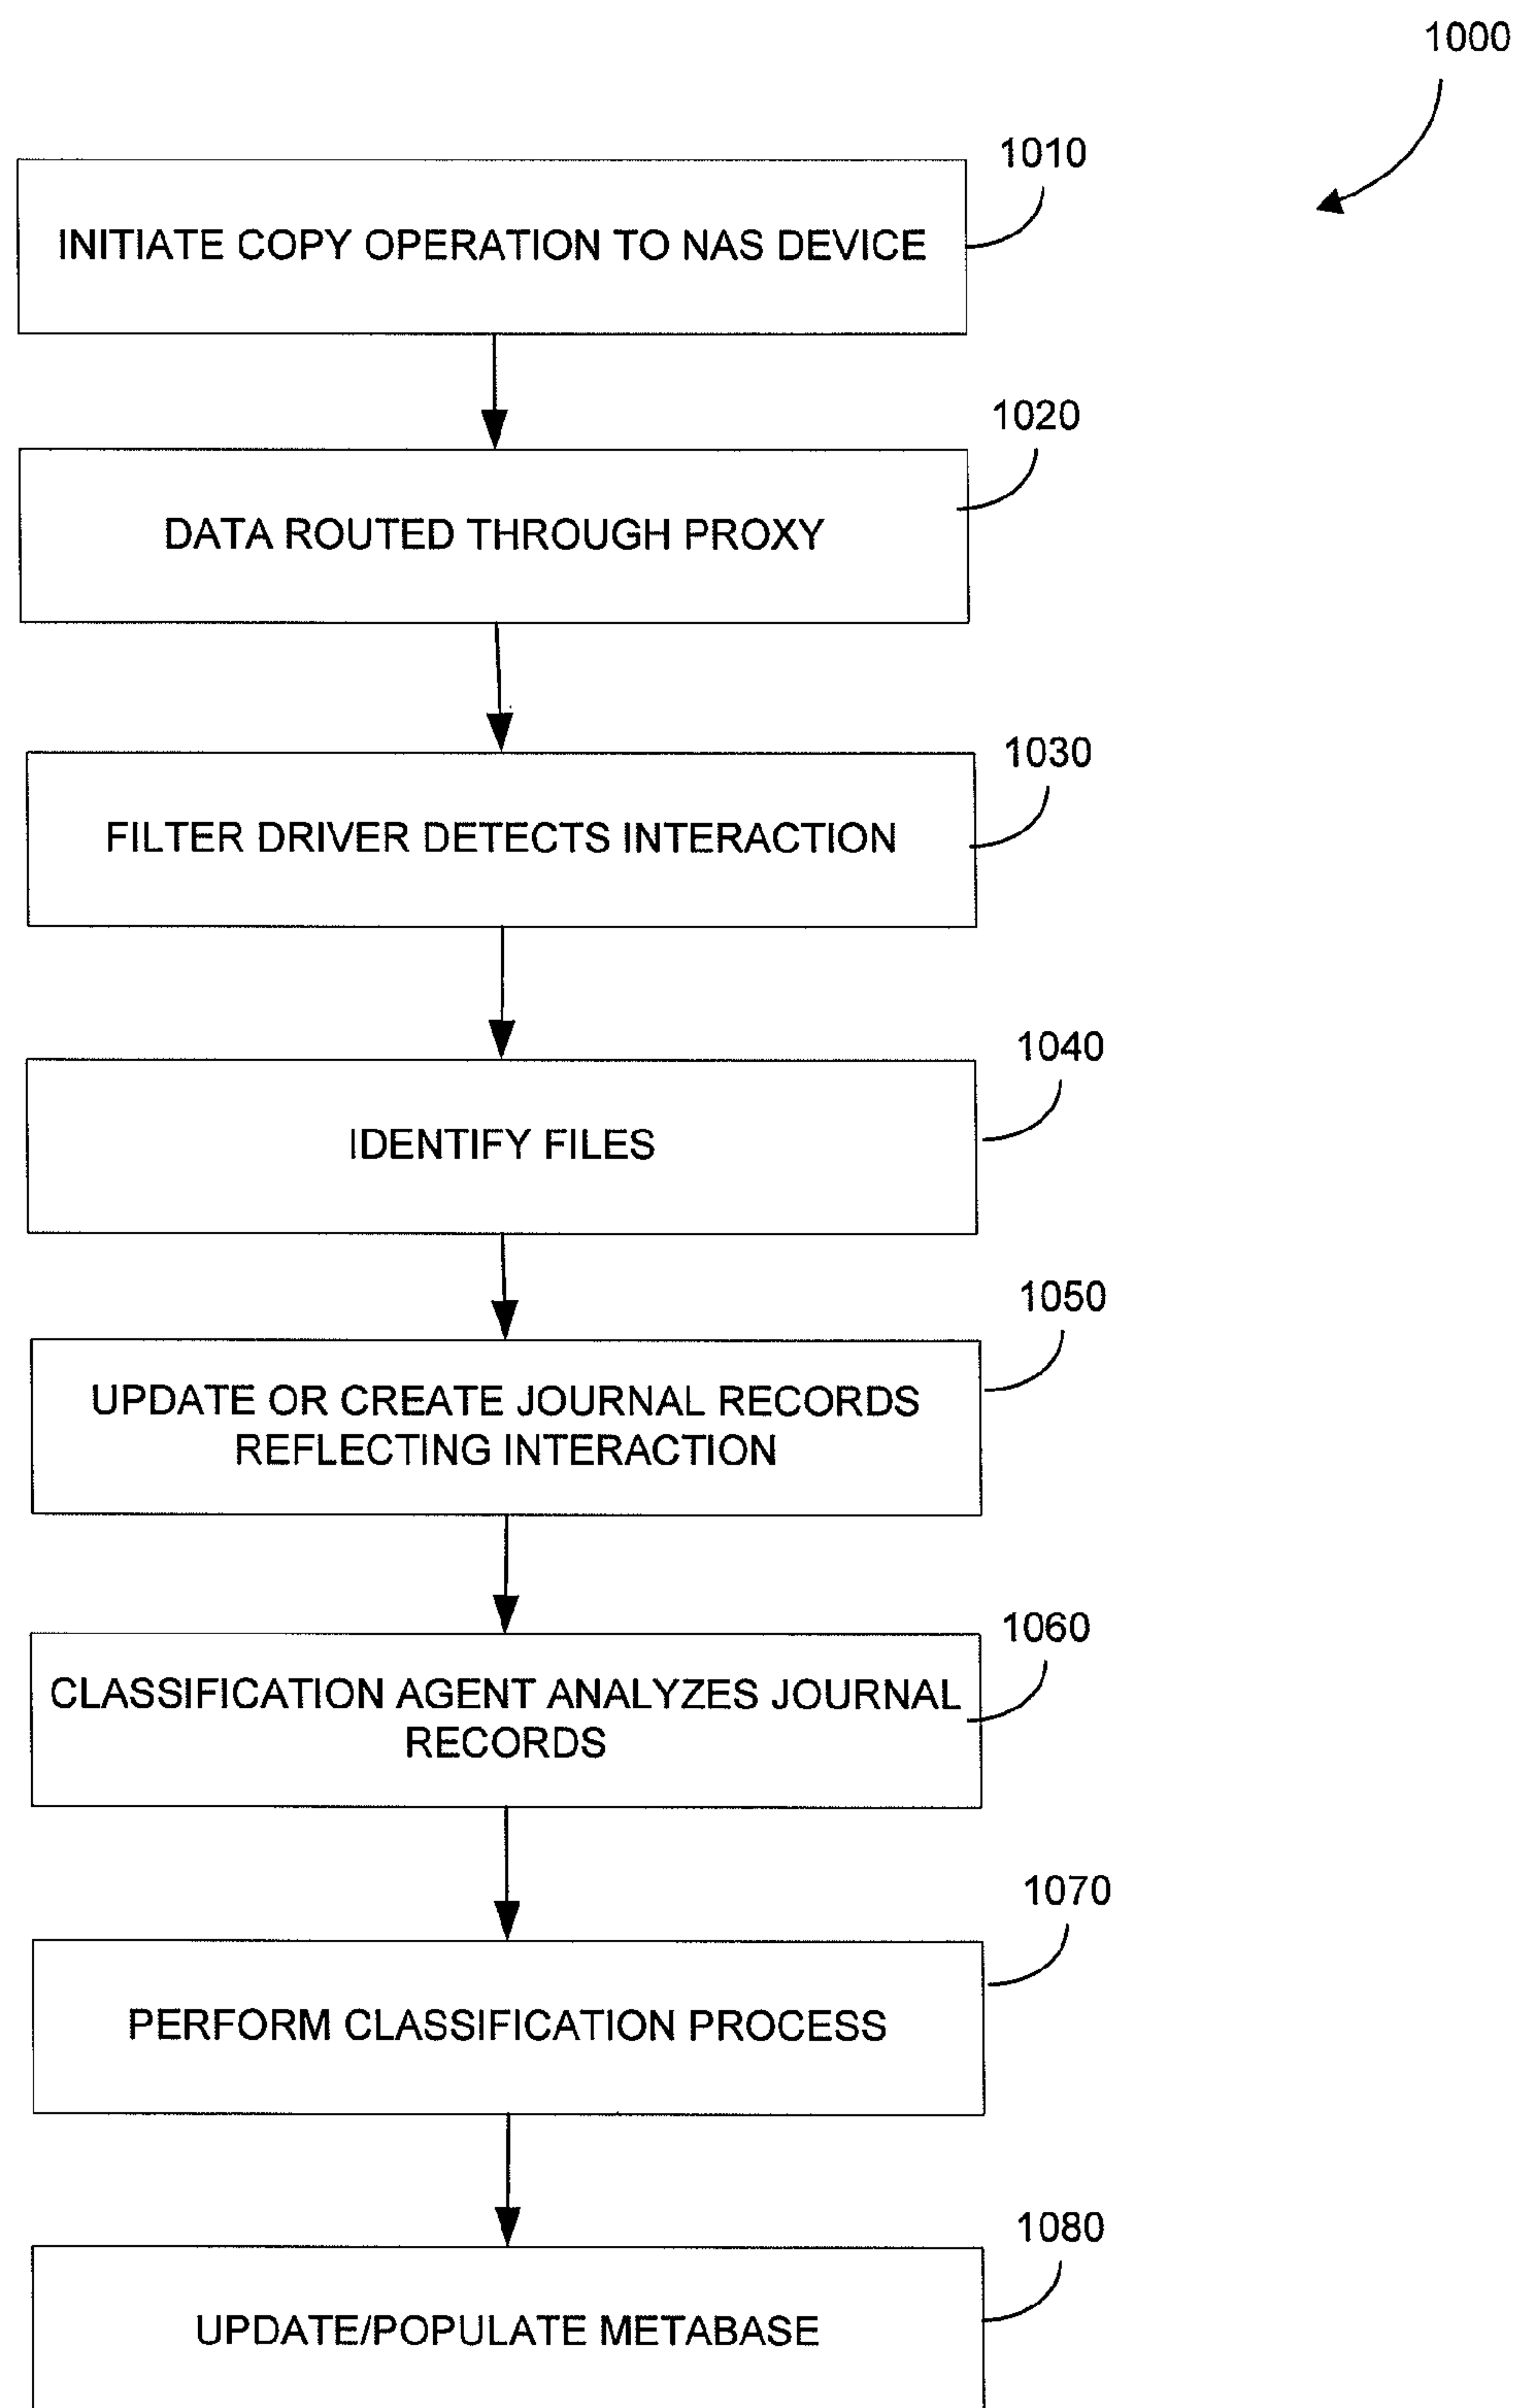 1000
1010
INITIATE COPY OPERATION TO NAS DEVICE
1020
DATA ROUTED THROUGH PROXY
1030
FILTER DRIVER DETECTS INTERACTION
1040
IDENTIFY FILES
1050
UPDATE OR CREATE JOURNAL RECORDS
REFLECTING INTERACTION
1060
CLASSIFICATION AGENT ANALYZES JOURNAL
RECORDS
1070
PERFORM CLASSIFICATION PROCESS
1080
UPDATE/POPULATE METABASE